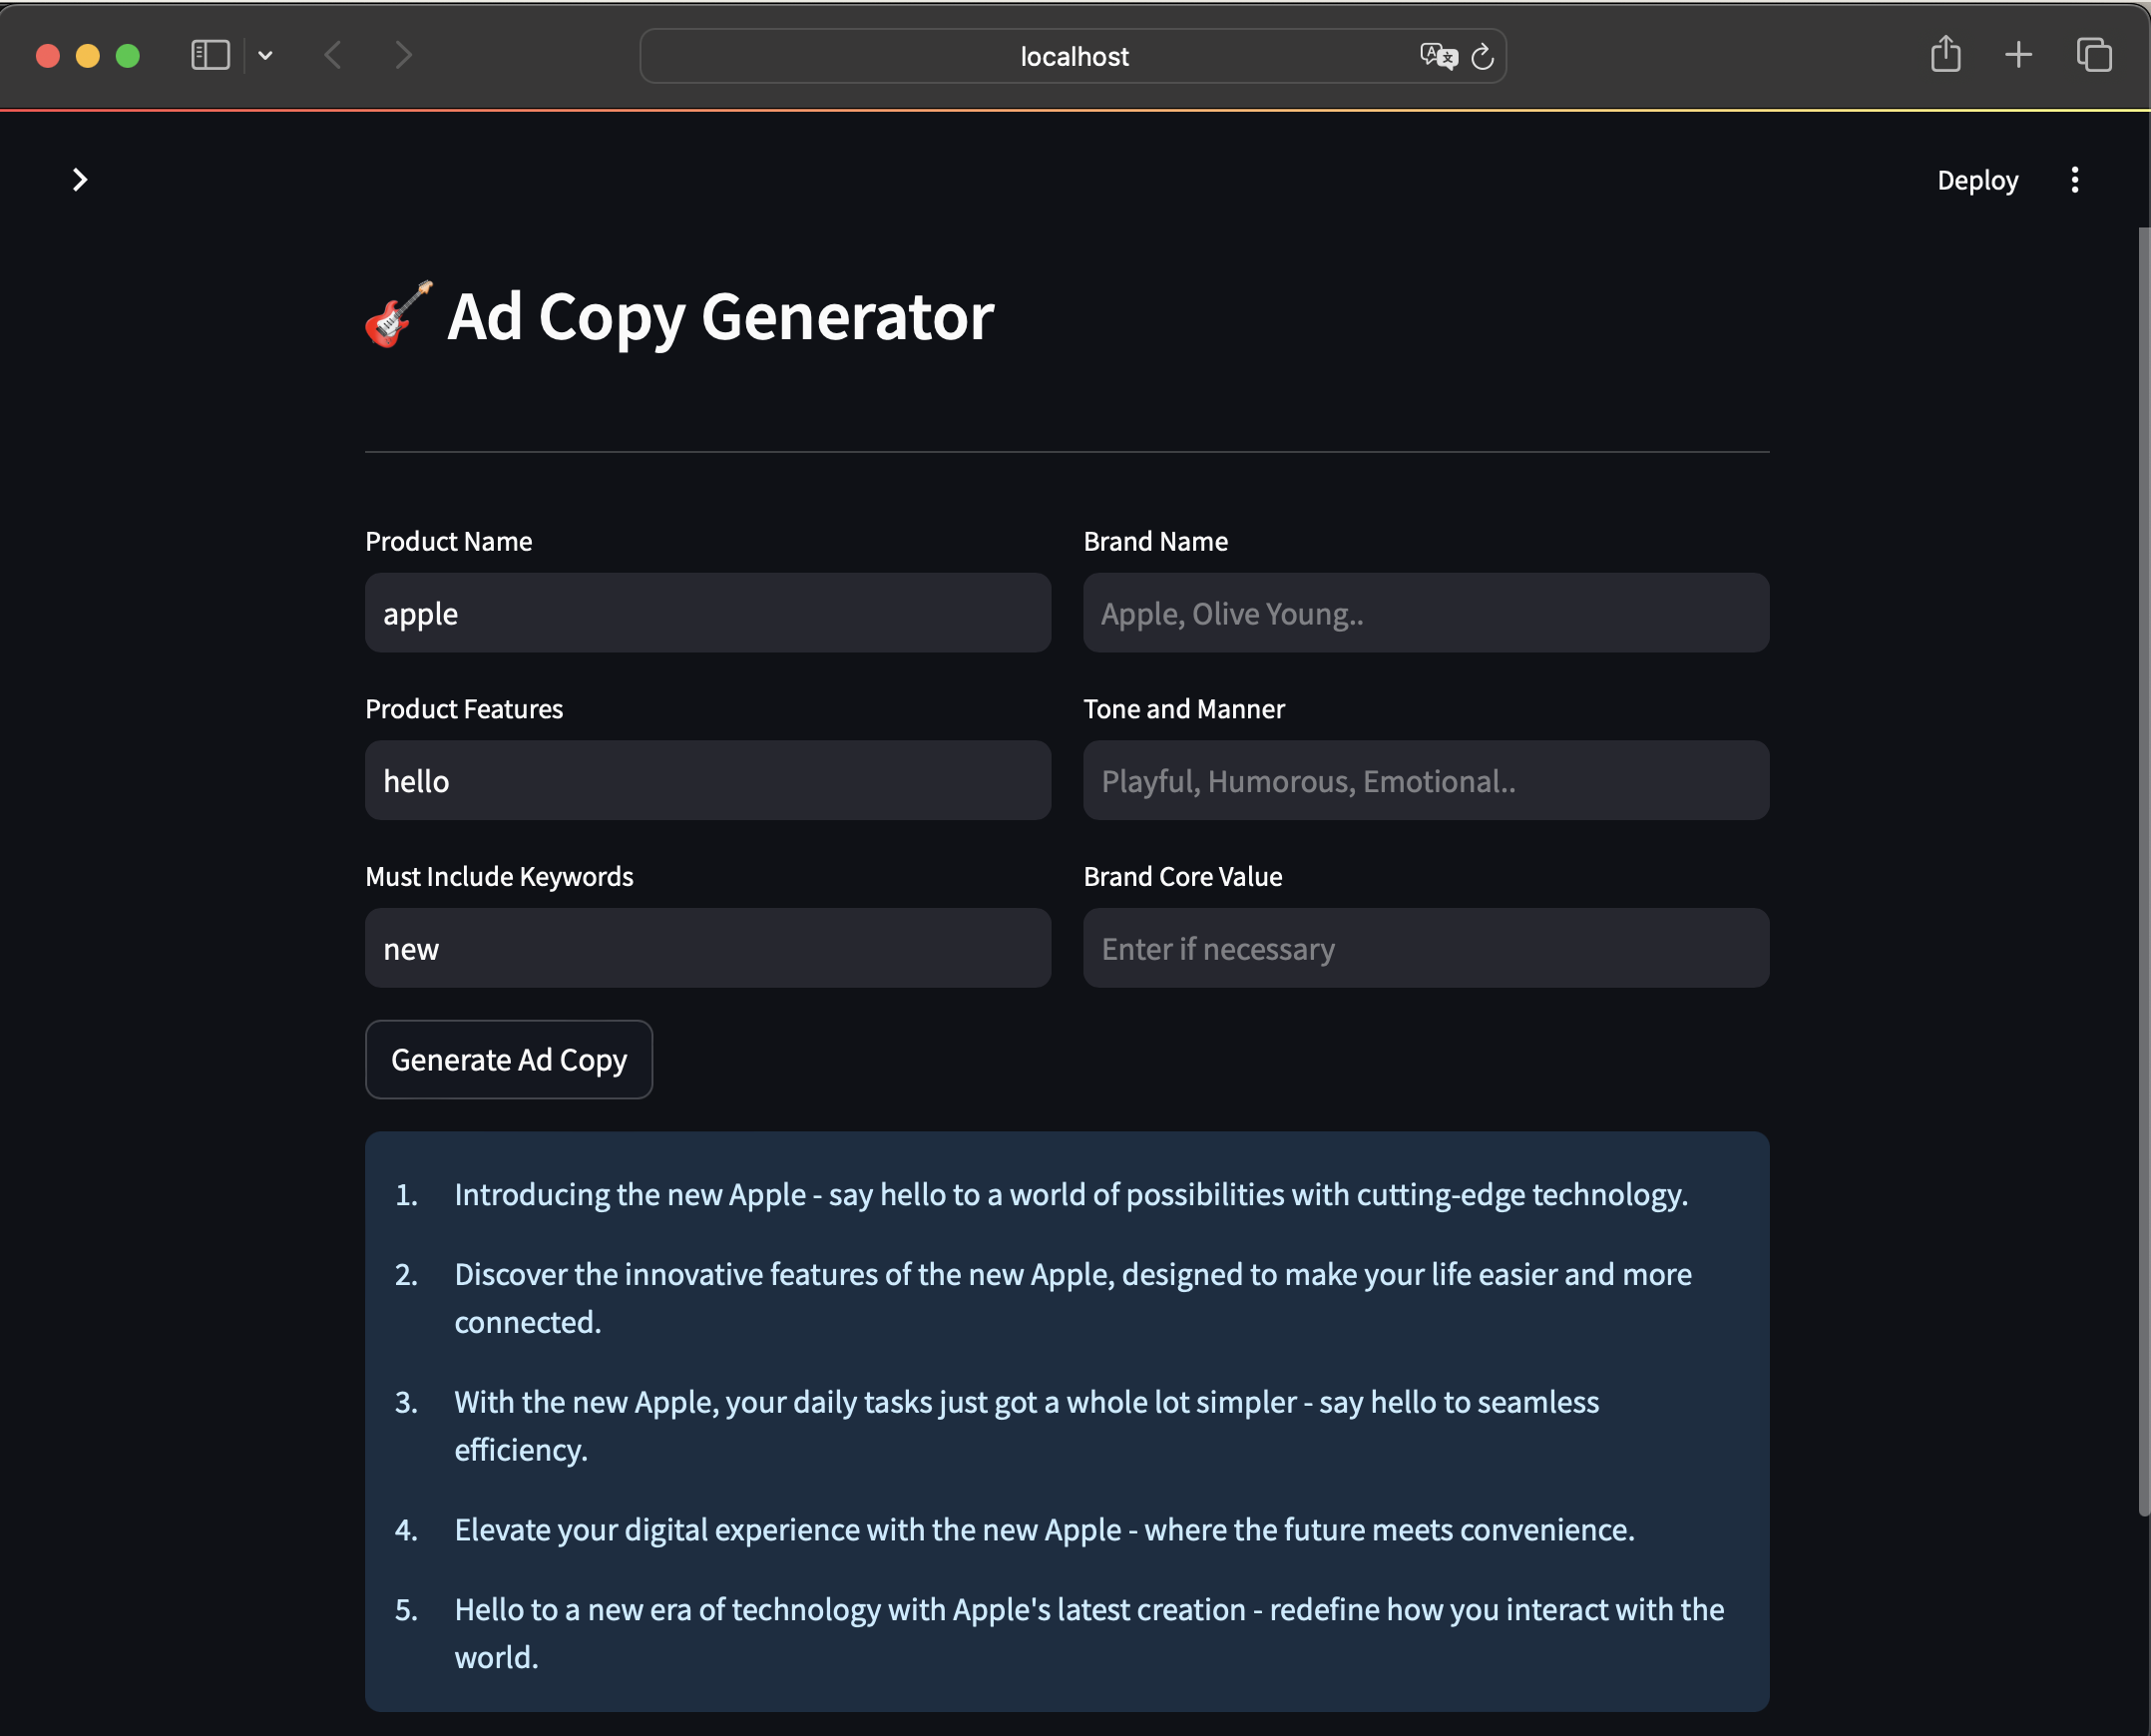 localhost
Deploy
Ad Copy Generator
Product Name
Brand Name
apple
Apple, Olive Young..
Product Features
Tone and Manner
hello
Playful, Humorous, Emotional..
Must Include Keywords
Brand Core Value
new
Enter if necessary
Generate Ad Copy
1. Introducing the new Apple - say hello to a world of possibilities with cutting-edge technology.
2. Discover the innovative features of the new Apple, designed to make your life easier and more
connected.
3. With the new Apple, your daily tasks just got a whole lot simpler - say hello to seamless
efficiency.
4. Elevate your digital experience with the new Apple - where the future meets convenience.
5. Hello to a new era of technology with Apple's latest creation - redefine how you interact with the
world.